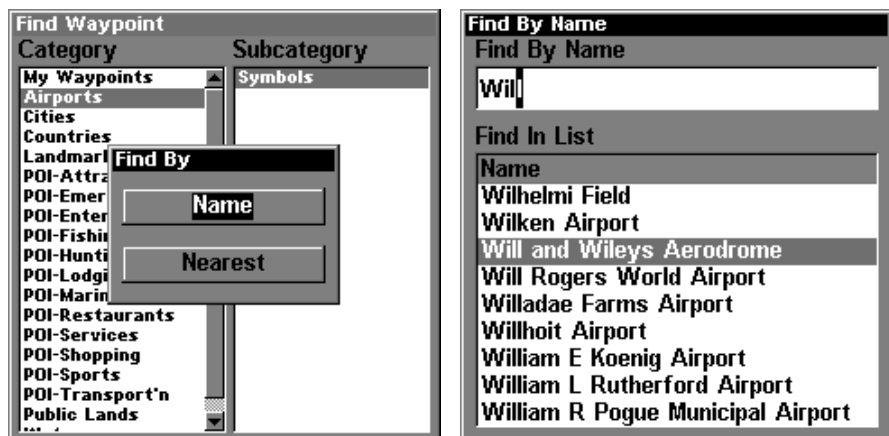 Find Waypoint
Category
Subcategory
My Waypoints
Symbols
Airports
Cities
Countries
Find By
Name
Nearest
POI-Restaurants
POI-Services
POI-Shopping
POI-Sports
POI-Transport'n
Public Lands
Find By Name
Find By Name
Will
Find In List
Name
Wilhelmi Field
Wilken Airport
Will and Wileys Aerodrome
Will Rogers World Airport
Willadae Farms Airport
Willhoit Airport
William E Koenig Airport
William L Rutherford Airport
William R Pogue Municipal Airport